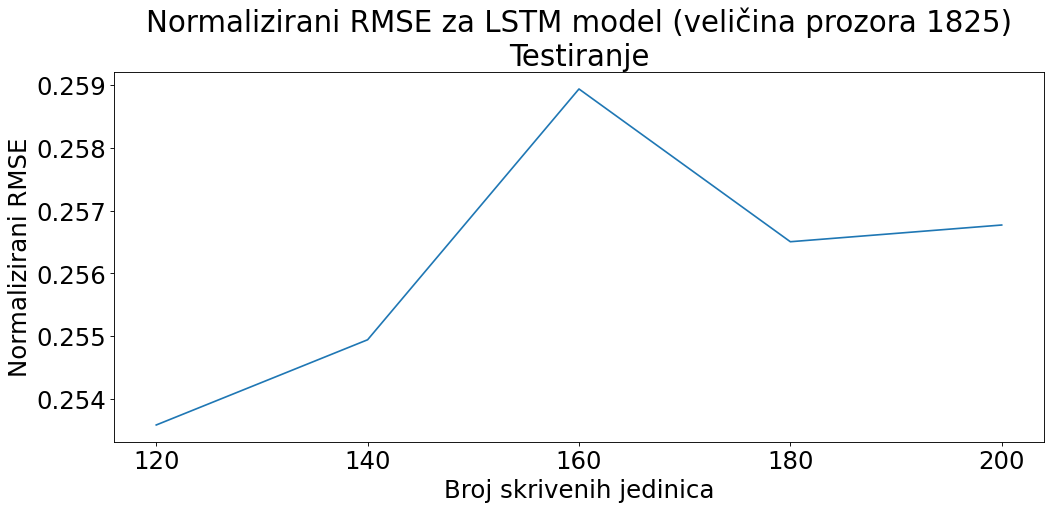 Normalizirani RMSE za LSTM model (veličina prozora 1825)
Testiranje
Normalizirani RMSE
0.259
0.258
0.257
0.256
0.255
0.254
120 140 160 180 200
Broj skrivenih jedinica